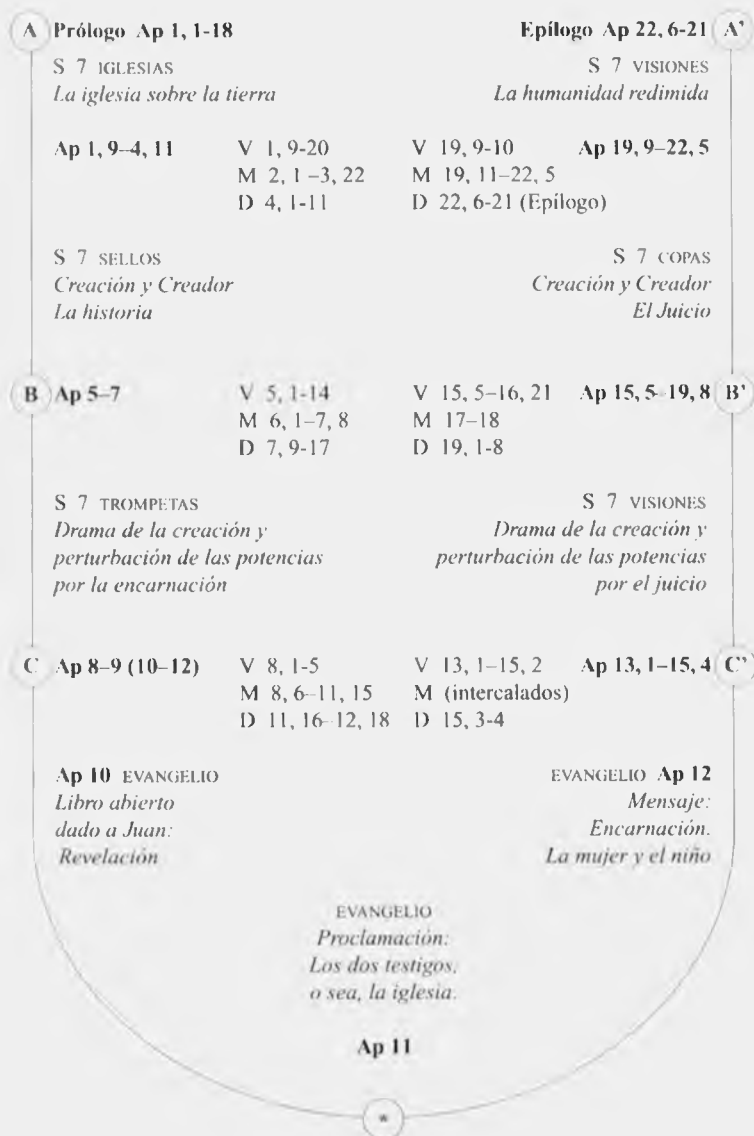 A Prólogo Ap 1, 1-18 Epílogo Ap 22, 6-21 A'
S 7 IGLESIAS S 7 VISIONES
La iglesia sobre la tierra La humanidad redimida
Ap 1, 9–4, 11 V 1, 9-20 V 19, 9-10 Ap 19, 9–22, 5
M 2, 1–3, 22 M 19, 11–22, 5
D 4, 1-11 D 22, 6-21 (Epílogo)
S 7 SELLOS S 7 COPAS
Creación y Creador Creación y Creador
La historia El Juicio
B Ap 5–7 V 5, 1-14 V 15, 5–16, 21 Ap 15, 5–19, 8 B'
M 6, 1–7, 8 M 17–18
D 7, 9-17 D 19, 1-8
S 7 TROMPETAS S 7 VISIONES
Drama de la creación y Drama de la creación y
perturbación de las potencias perturbación de las potencias
por la encarnación por el juicio
C Ap 8–9 (10–12) V 8, 1-5 V 13, 1–15, 2 Ap 13, 1–15, 4 C'
M 8, 6–11, 15 M (intercalados)
D 11, 16–12, 18 D 15, 3-4
Ap 10 EVANGELIO EVANGELIO Ap 12
Libro abierto Mensaje:
dado a Juan: Encarnación.
Revelación La mujer y el niño
EVANGELIO
Proclamación:
Los dos testigos,
o sea, la iglesia.
Ap 11
*